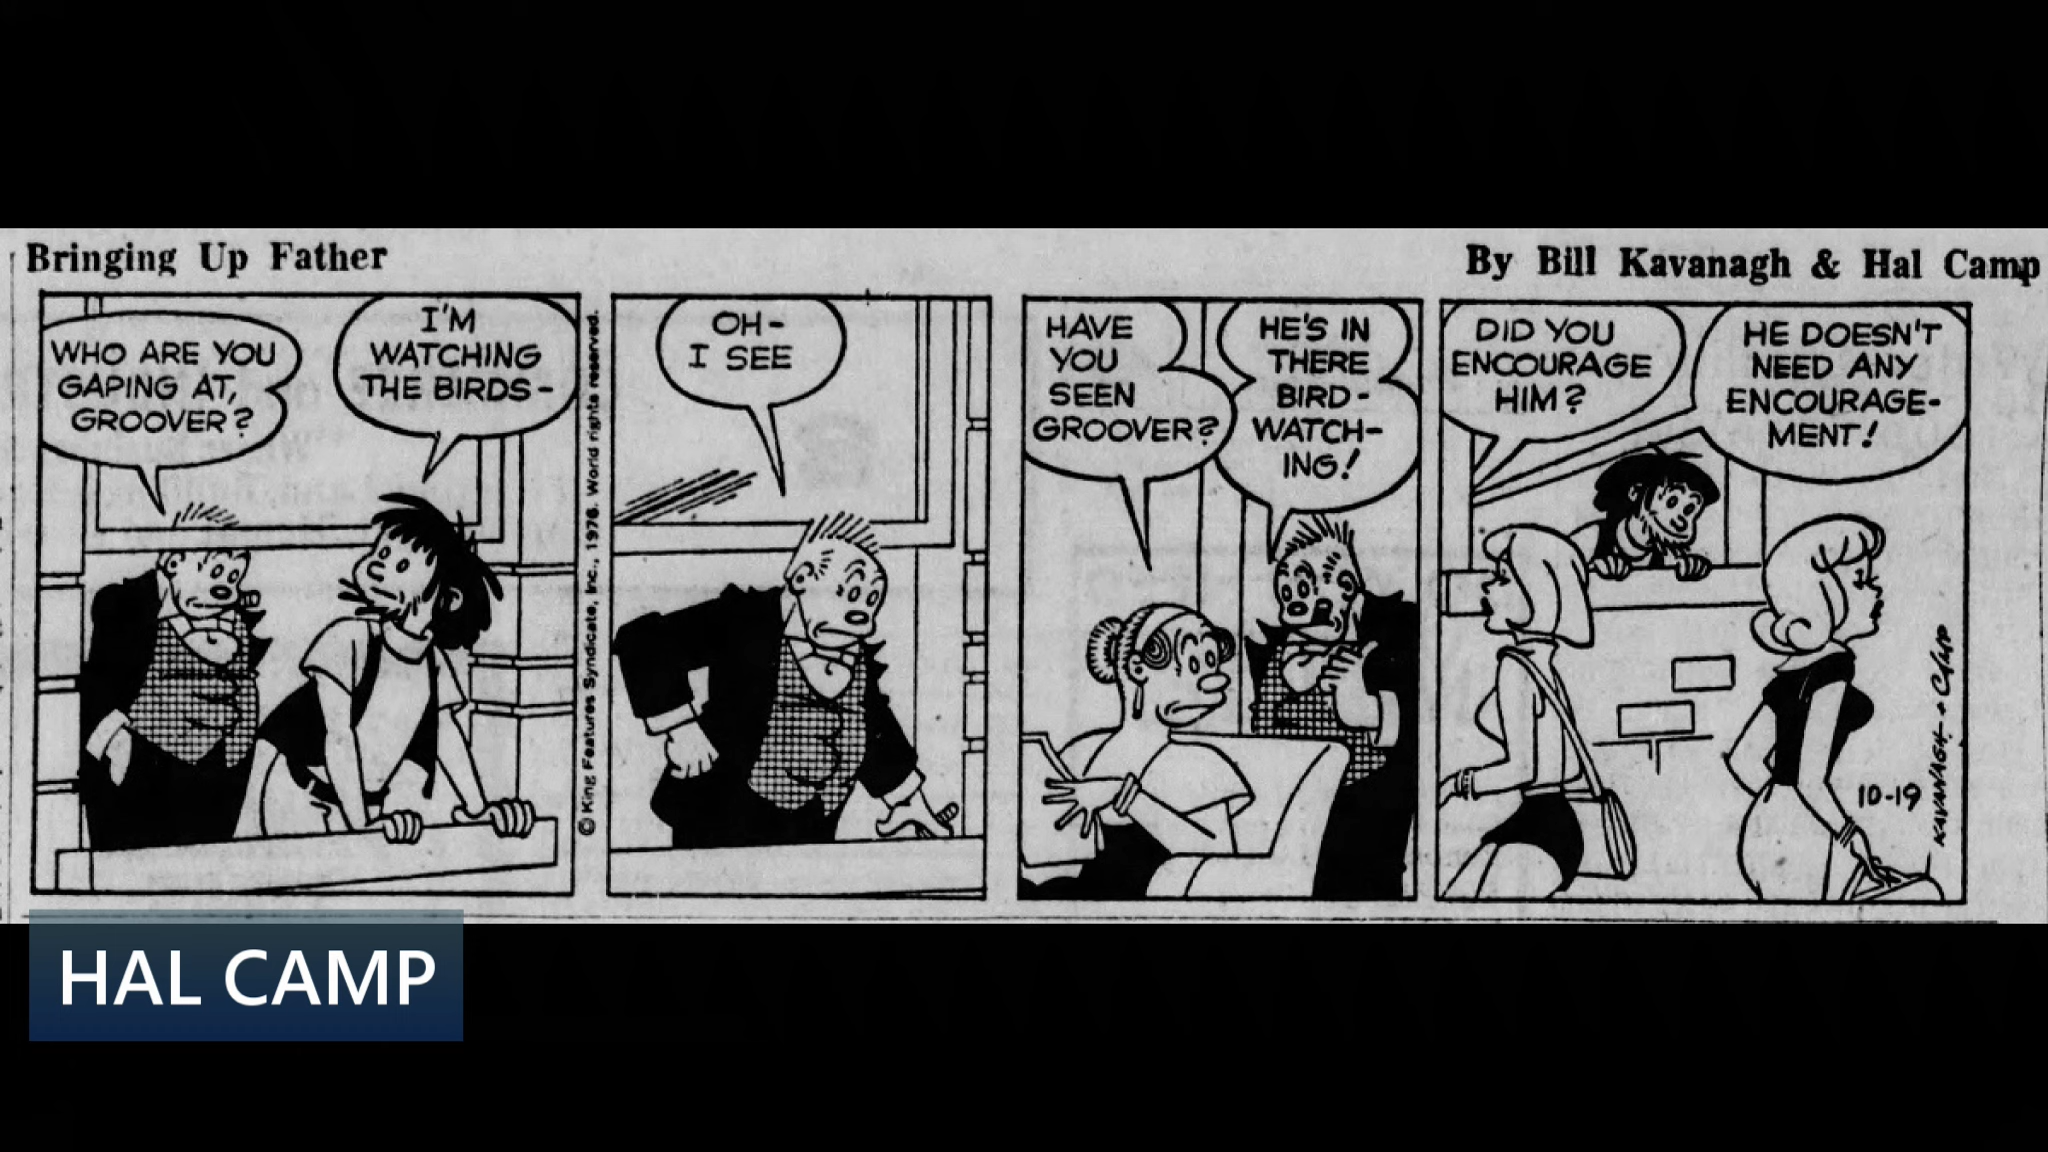 Bringing Up Father
By Bill Kavanagh & Hal Camp
WHO ARE YOU
GAPING AT,
GROOVER?
I'M
WATCHING
THE BIRDS-
© King Features Syndicate, Inc., 1976. World rights reserved.
OH-
I SEE
HAVE
YOU
SEEN
GROOVER?
HE'S IN
THERE
BIRD-
WATCH-
ING!
DID YOU
ENCOURAGE
HIM?
HE DOESN'T
NEED ANY
ENCOURAGE-
MENT!
10-19
KAVANAGH + CAMP
HAL CAMP